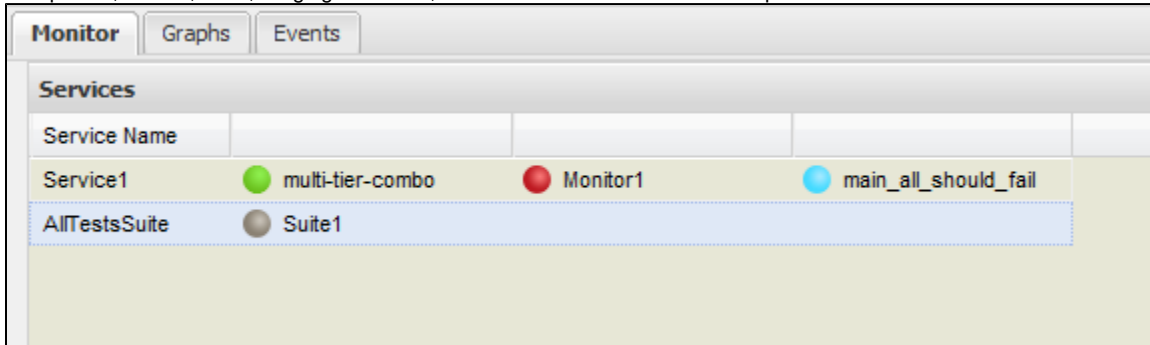 Monitor Graphs Events
Services
Service Name
Service1 multi-tier-combo Monitor1 main_all_should_fail
AllTestsSuite Suite1